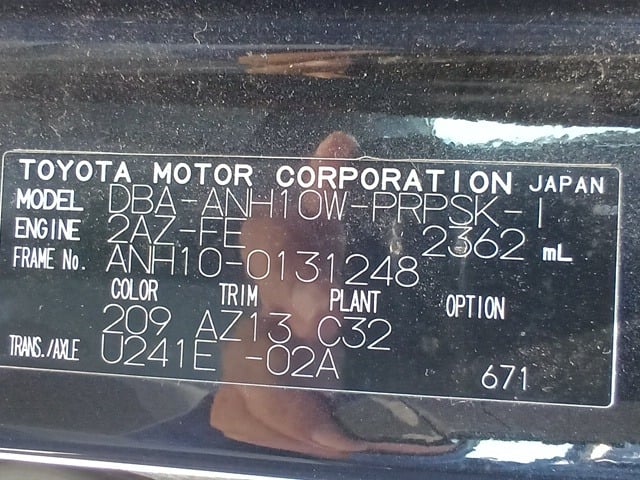 TOYOTA MOTOR CORPORATION JAPAN
MODEL DBA-ANH10W-PRPSK-I
ENGINE 2AZ-FE 2362 mL
FRAME No. ANH10-0131248
COLOR TRIM PLANT OPTION
209 AZ13 C32
TRANS./AXLE U241E -02A
671